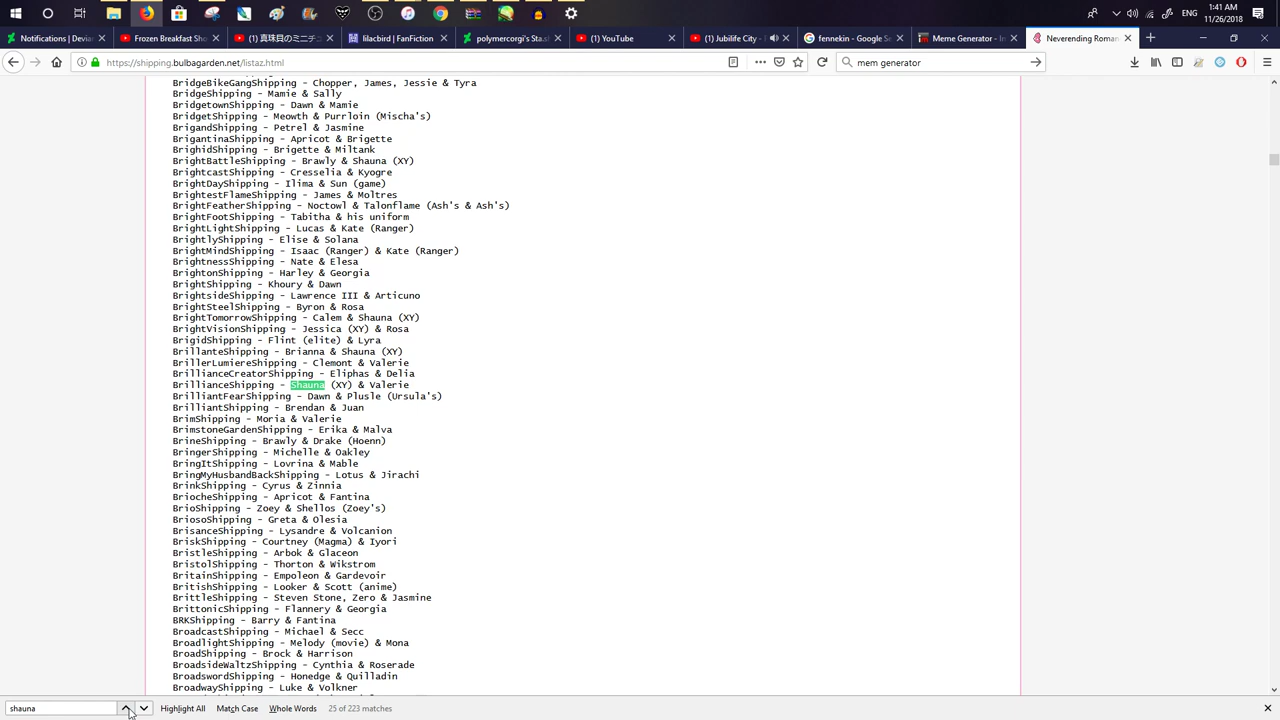 1:41 AM
ENG
11/26/2018
Notifications | Devian
Frozen Breakfast Sho
(1) 真珠貝のミニチュ
lilacbird | FanFiction
polymercorgi's Sta.sh
(1) YouTube
(1) Jubilife City - E
fennekin - Google Se
Meme Generator - In
Neverending Roman
https://shipping.bulbagarden.net/listaz.html
mem generator
BridgeBikeGangShipping - Chopper, James, Jessie & Tyra
BridgeShipping - Mamie & Sally
BridgetownShipping - Dawn & Mamie
BridgetShipping - Meowth & Purrloin (Mischa's)
BrigandShipping - Petrel & Jasmine
BrigantinaShipping - Apricot & Brigette
BrighidShipping - Brigette & Miltank
BrightBattleShipping - Brawly & Shauna (XY)
BrightcastShipping - Cresselia & Kyogre
BrightDayShipping - Ilima & Sun (game)
BrightestFlameShipping - James & Moltres
BrightFeatherShipping - Noctowl & Talonflame (Ash's & Ash's)
BrightFootShipping - Tabitha & his uniform
BrightLightShipping - Lucas & Kate (Ranger)
BrightlyShipping - Elise & Solana
BrightMindShipping - Isaac (Ranger) & Kate (Ranger)
BrightnessShipping - Nate & Elesa
BrightonShipping - Harley & Georgia
BrightShipping - Khoury & Dawn
BrightsideShipping - Lawrence III & Articuno
BrightSteelShipping - Byron & Rosa
BrightTomorrowShipping - Calem & Shauna (XY)
BrightVisionShipping - Jessica (XY) & Rosa
BrigidShipping - Flint (elite) & Lyra
BrillanteShipping - Brianna & Shauna (XY)
BrillerLumiereShipping - Clemont & Valerie
BrillianceCreatorShipping - Eliphas & Delia
BrillianceShipping - Shauna (XY) & Valerie
BrilliantFearShipping - Dawn & Plusle (Ursula's)
BrilliantShipping - Brendan & Juan
BrimShipping - Moria & Valerie
BrimstoneGardenShipping - Erika & Malva
BrineShipping - Brawly & Drake (Hoenn)
BringerShipping - Michelle & Oakley
BringItShipping - Lovrina & Mable
BringMyHusbandBackShipping - Lotus & Jirachi
BrinkShipping - Cyrus & Zinnia
BriocheShipping - Apricot & Fantina
BrioShipping - Zoey & Shellos (Zoey's)
BriosoShipping - Greta & Olesia
BrisanceShipping - Lysandre & Volcanion
BriskShipping - Courtney (Magma) & Iyori
BristleShipping - Arbok & Glaceon
BristolShipping - Thorton & Wikstrom
BritainShipping - Empoleon & Gardevoir
BritishShipping - Looker & Scott (anime)
BrittleShipping - Steven Stone, Zero & Jasmine
BrittonicShipping - Flannery & Georgia
BRKShipping - Barry & Fantina
BroadcastShipping - Michael & Secc
BroadlightShipping - Melody (movie) & Mona
BroadShipping - Brock & Harrison
BroadsideWaltzShipping - Cynthia & Roserade
BroadswordShipping - Honedge & Quilladin
BroadwayShipping - Luke & Volkner
shauna
Highlight All
Match Case
Whole Words
25 of 223 matches